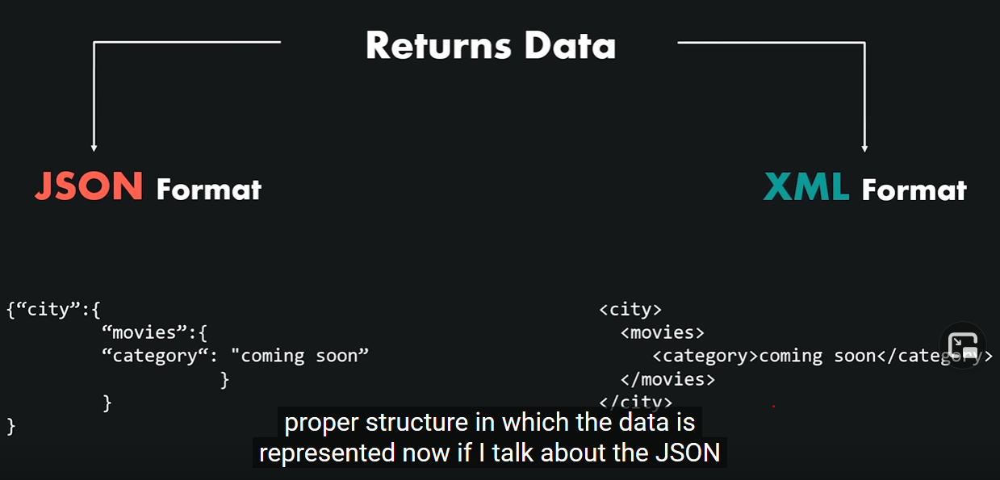 Returns Data
JSON Format
XML Format
{“city”:{
“movies”:{
“category“: "coming soon”
}
}
}
<city>
<movies>
<category>coming soon</category>
</movies>
</city>
proper structure in which the data is
represented now if I talk about the JSON